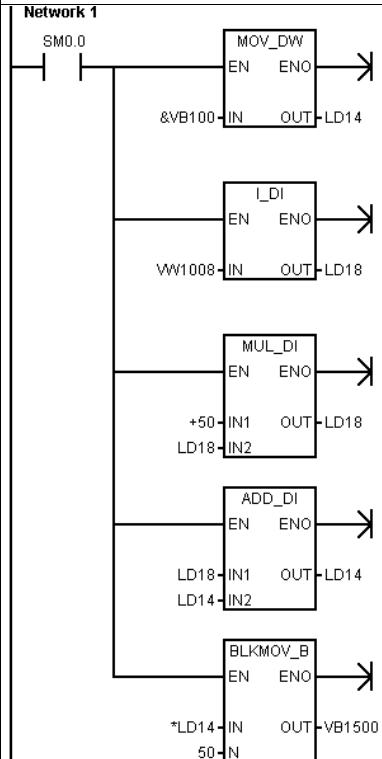 Network 1
SM0.0
MOV_DW
EN ENO
&VB100 IN OUT LD14
I_DI
EN ENO
VW1008 IN OUT LD18
MUL_DI
EN ENO
+50 IN1 OUT LD18
LD18 IN2
ADD_DI
EN ENO
LD18 IN1 OUT LD14
LD14 IN2
BLKMOV_B
EN ENO
*LD14 IN OUT VB1500
50 N